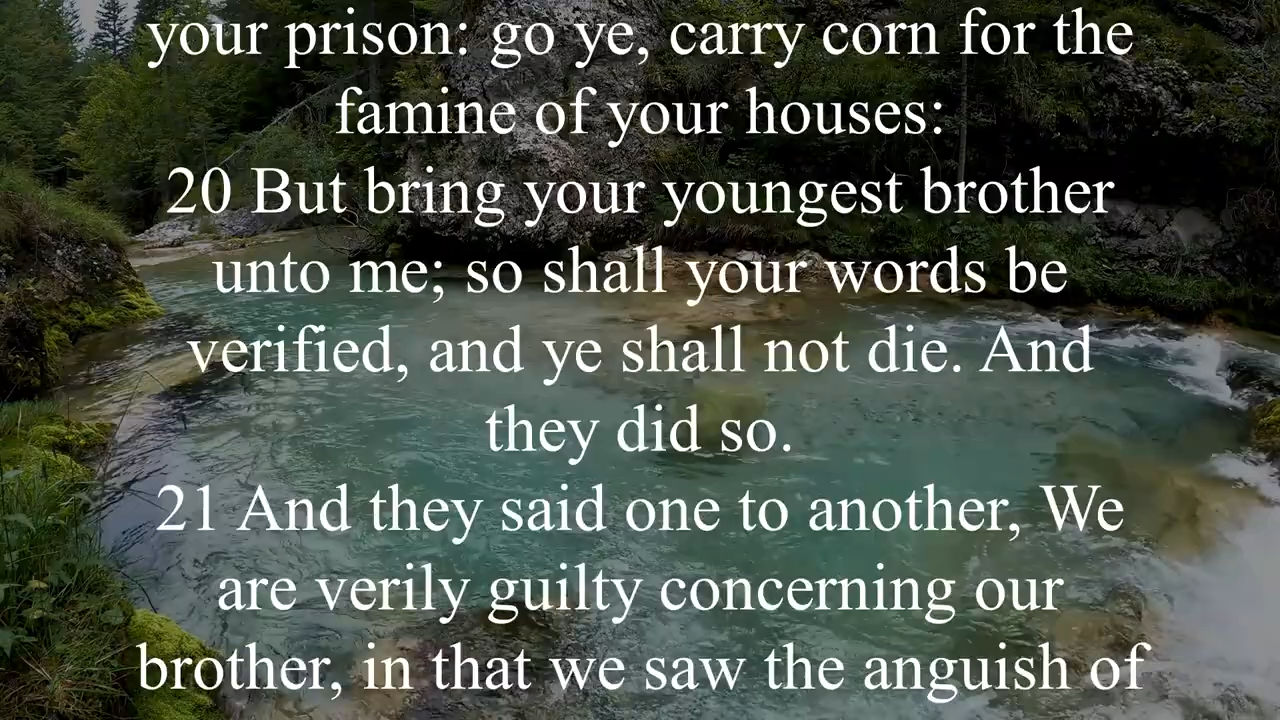 your prison: go ye, carry corn for the
famine of your houses:
20 But bring your youngest brother
unto me; so shall your words be
verified, and ye shall not die. And
they did so.
21 And they said one to another, We
are verily guilty concerning our
brother, in that we saw the anguish of